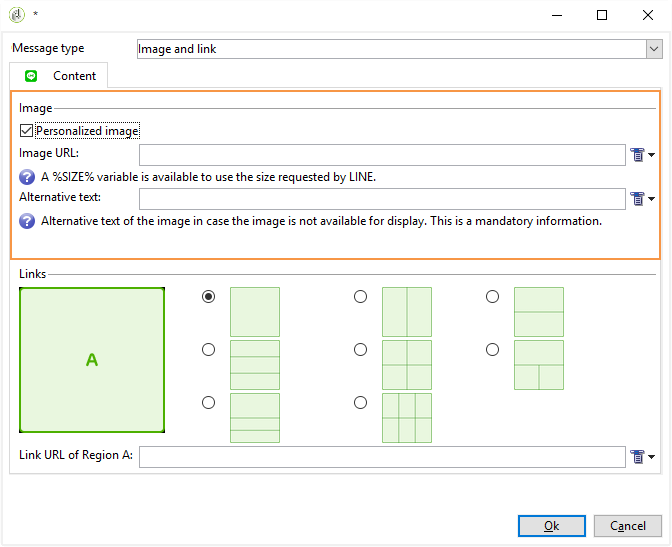 *
Message type
Image and link
Content
Image
Personalized image
Image URL:
A %SIZE% variable is available to use the size requested by LINE.
Alternative text:
Alternative text of the image in case the image is not available for display. This is a mandatory information.
Links
A
Link URL of Region A:
Ok
Cancel